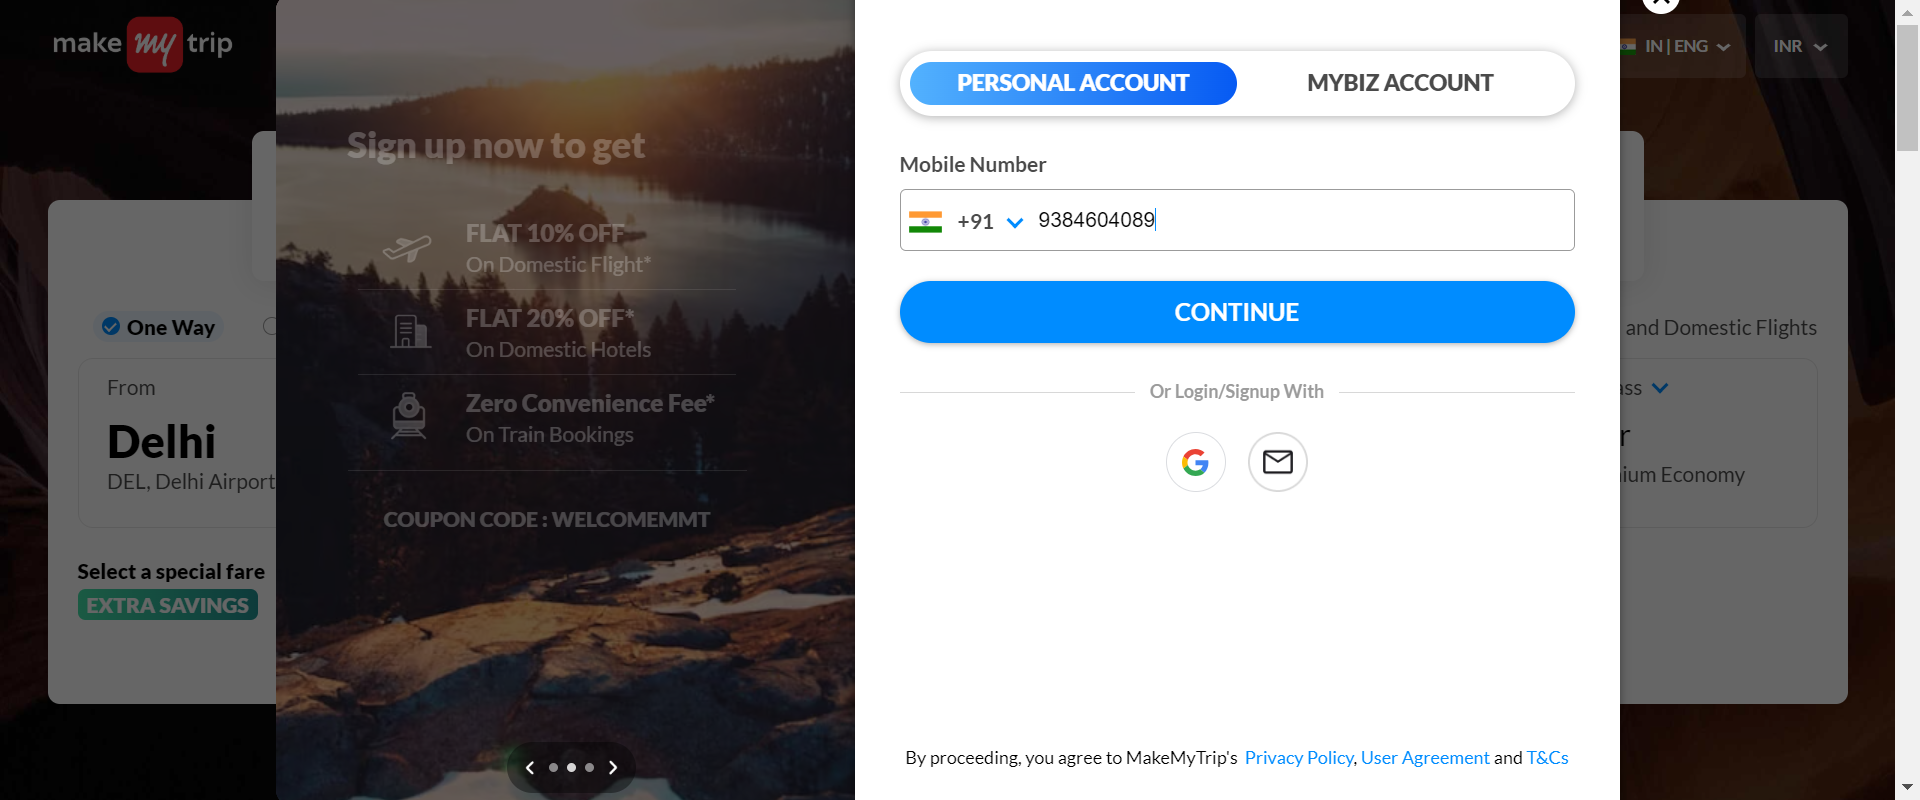 make my trip
IN | ENG
INR
Sign up now to get
FLAT 10% OFF
On Domestic Flight*
FLAT 20% OFF*
On Domestic Hotels
Zero Convenience Fee*
On Train Bookings
COUPON CODE : WELCOMEMMT
One Way
From
Delhi
DEL, Delhi Airport
Select a special fare
EXTRA SAVINGS
PERSONAL ACCOUNT
MYBIZ ACCOUNT
Mobile Number
+91 9384604089
CONTINUE
Or Login/Signup With
By proceeding, you agree to MakeMyTrip's Privacy Policy, User Agreement and T&Cs
and Domestic Flights
Economy